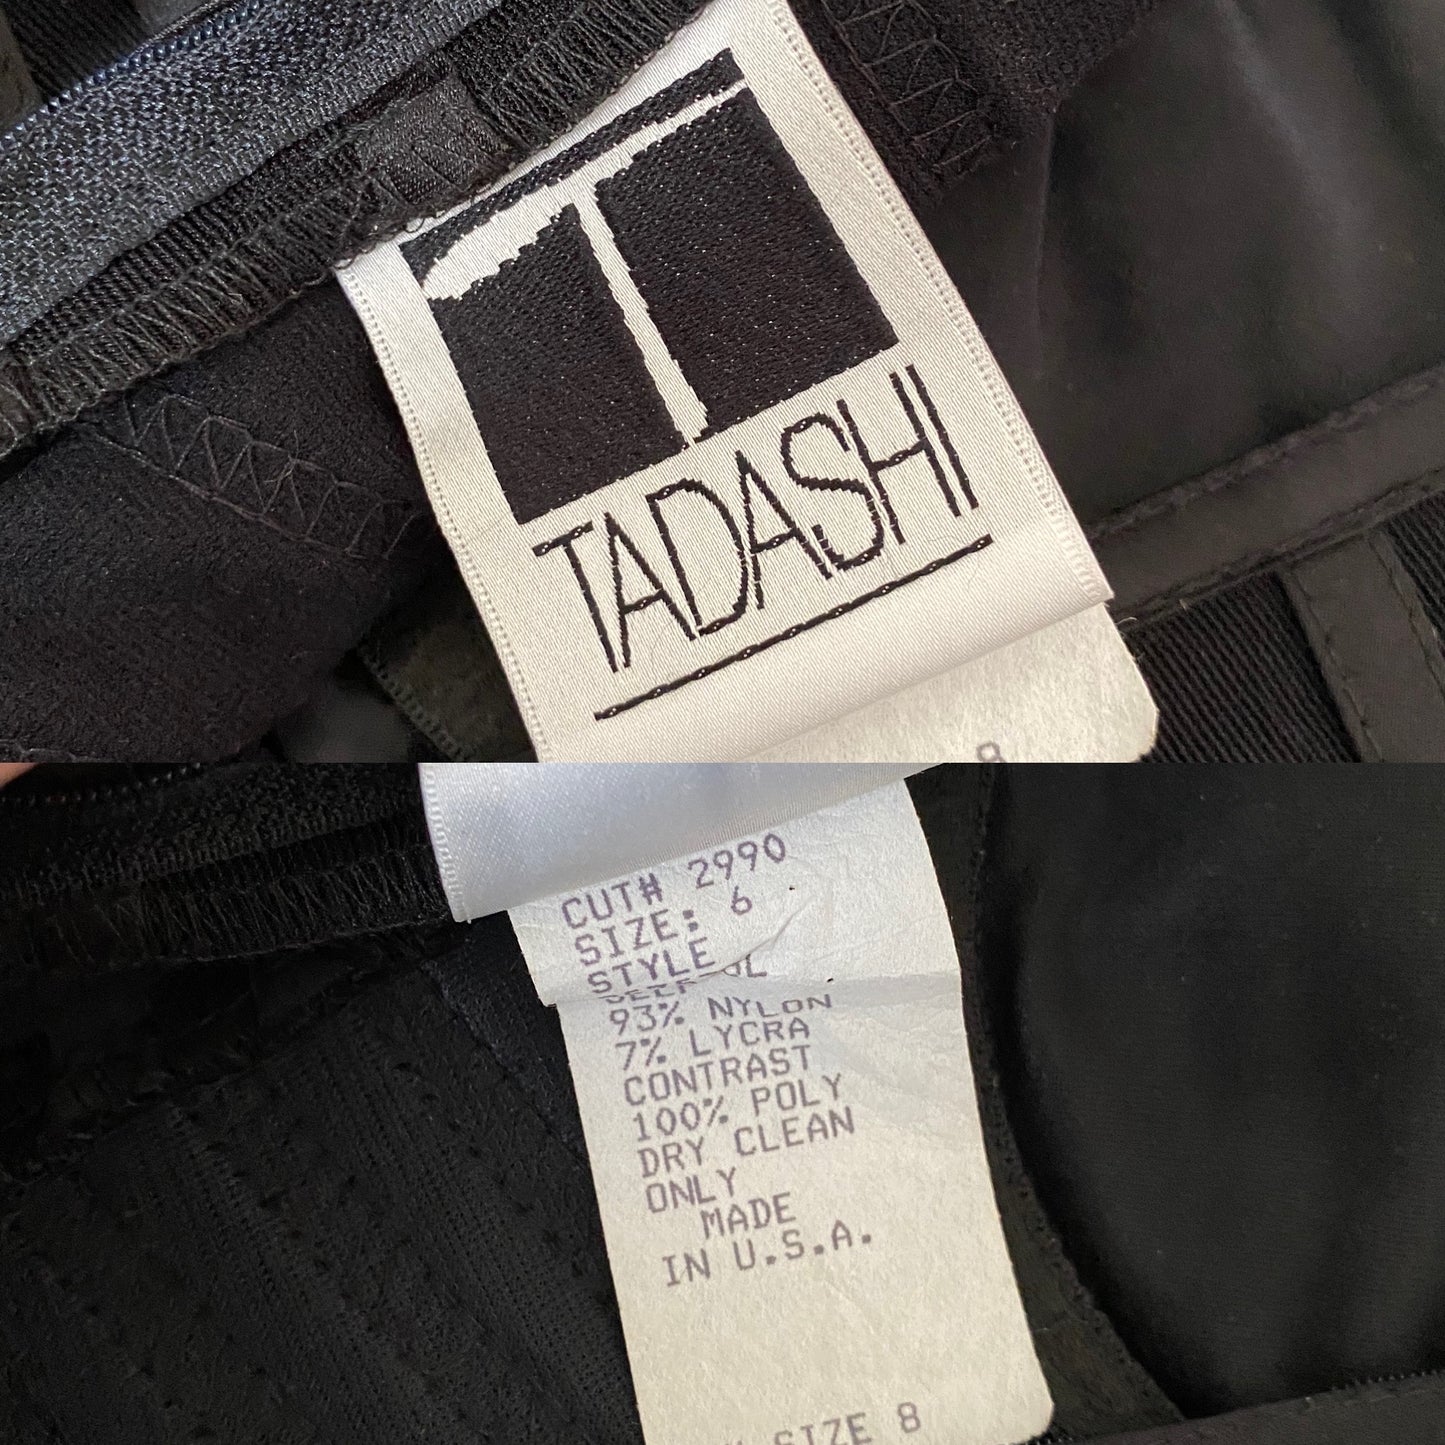 T
TADASHI
8
CUT# 2990
SIZE: 6
STYLE
93% NYLON
7% LYCRA
CONTRAST
100% POLY
DRY CLEAN
ONLY
MADE
IN U.S.A.
SIZE 8